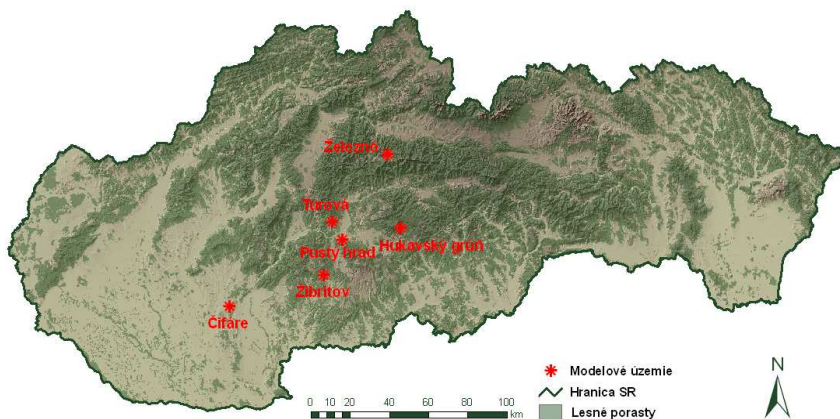 Železnô
Turová
Pustý hrad
Hukavský grúň
Žibritov
Čifáre
Modelové územie
Hranica SR
Lesné porasty
0 10 20 40 60 80 100
km
N